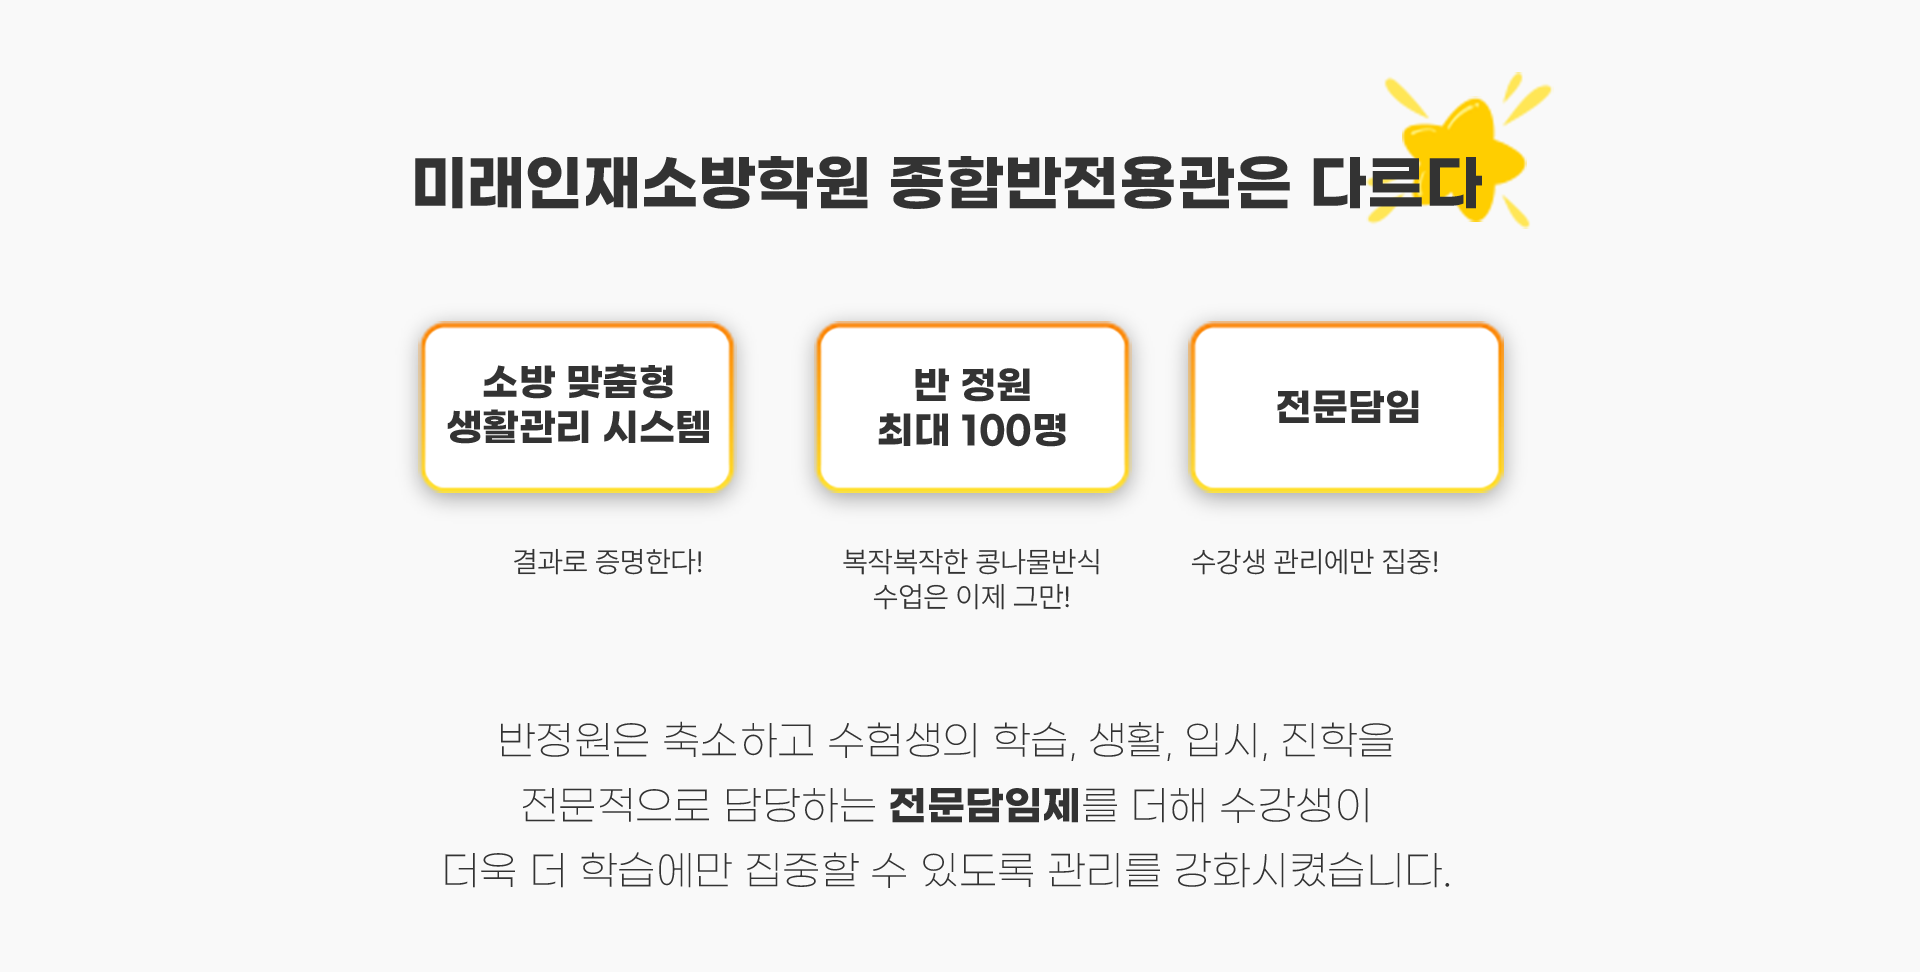 미래인재소방학원 종합반전용관은 다르다
소방 맞춤형
생활관리 시스템
결과로 증명한다!
반 정원
최대 100명
복작복작한 콩나물반식
수업은 이제 그만!
전문담임
수강생 관리에만 집중!
반정원은 축소하고 수험생의 학습, 생활, 입시, 진학을
전문적으로 담당하는 전문담임제를 더해 수강생이
더욱 더 학습에만 집중할 수 있도록 관리를 강화시켰습니다.